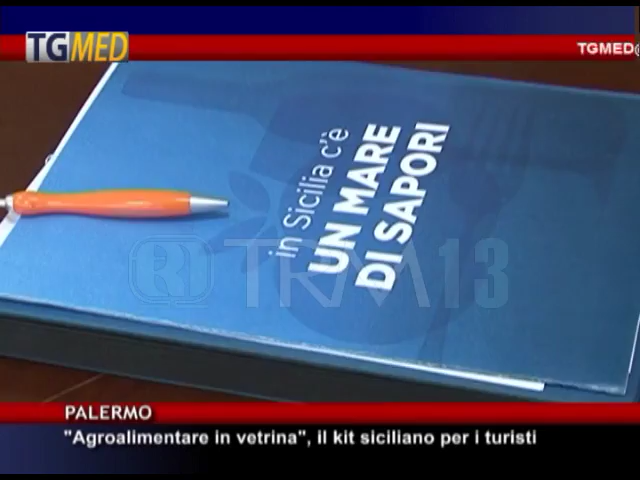 TGMED
TGMED@
in Sicilia c'è
UN MARE
DI SAPORI
TRM13
PALERMO
"Agroalimentare in vetrina", il kit siciliano per i turisti